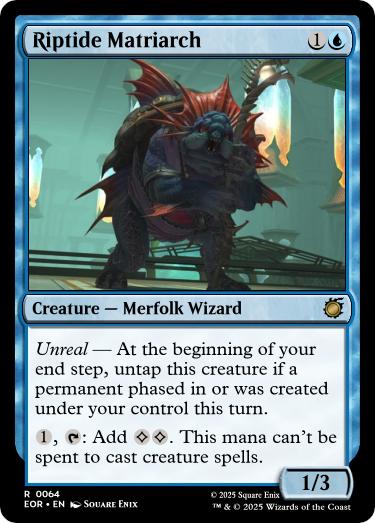 Riptide Matriarch 1
Creature — Merfolk Wizard
Unreal — At the beginning of your
end step, untap this creature if a
permanent phased in or was created
under your control this turn.
1, : Add . This mana can't be
spent to cast creature spells.
1/3
R 0064
EOR • EN SQUARE ENIX
© 2025 Square Enix
™ & © 2025 Wizards of the Coast